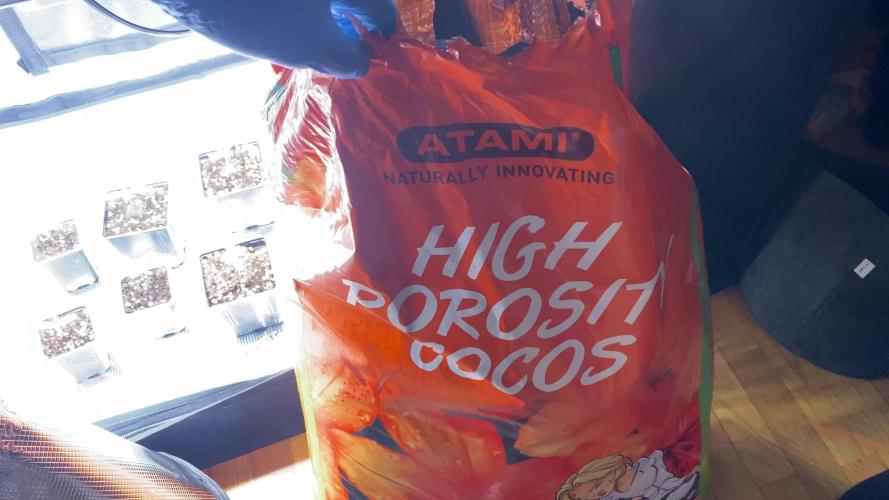 ATAMI
NATURALLY INNOVATING
HIGH
POROSITY
COCOS